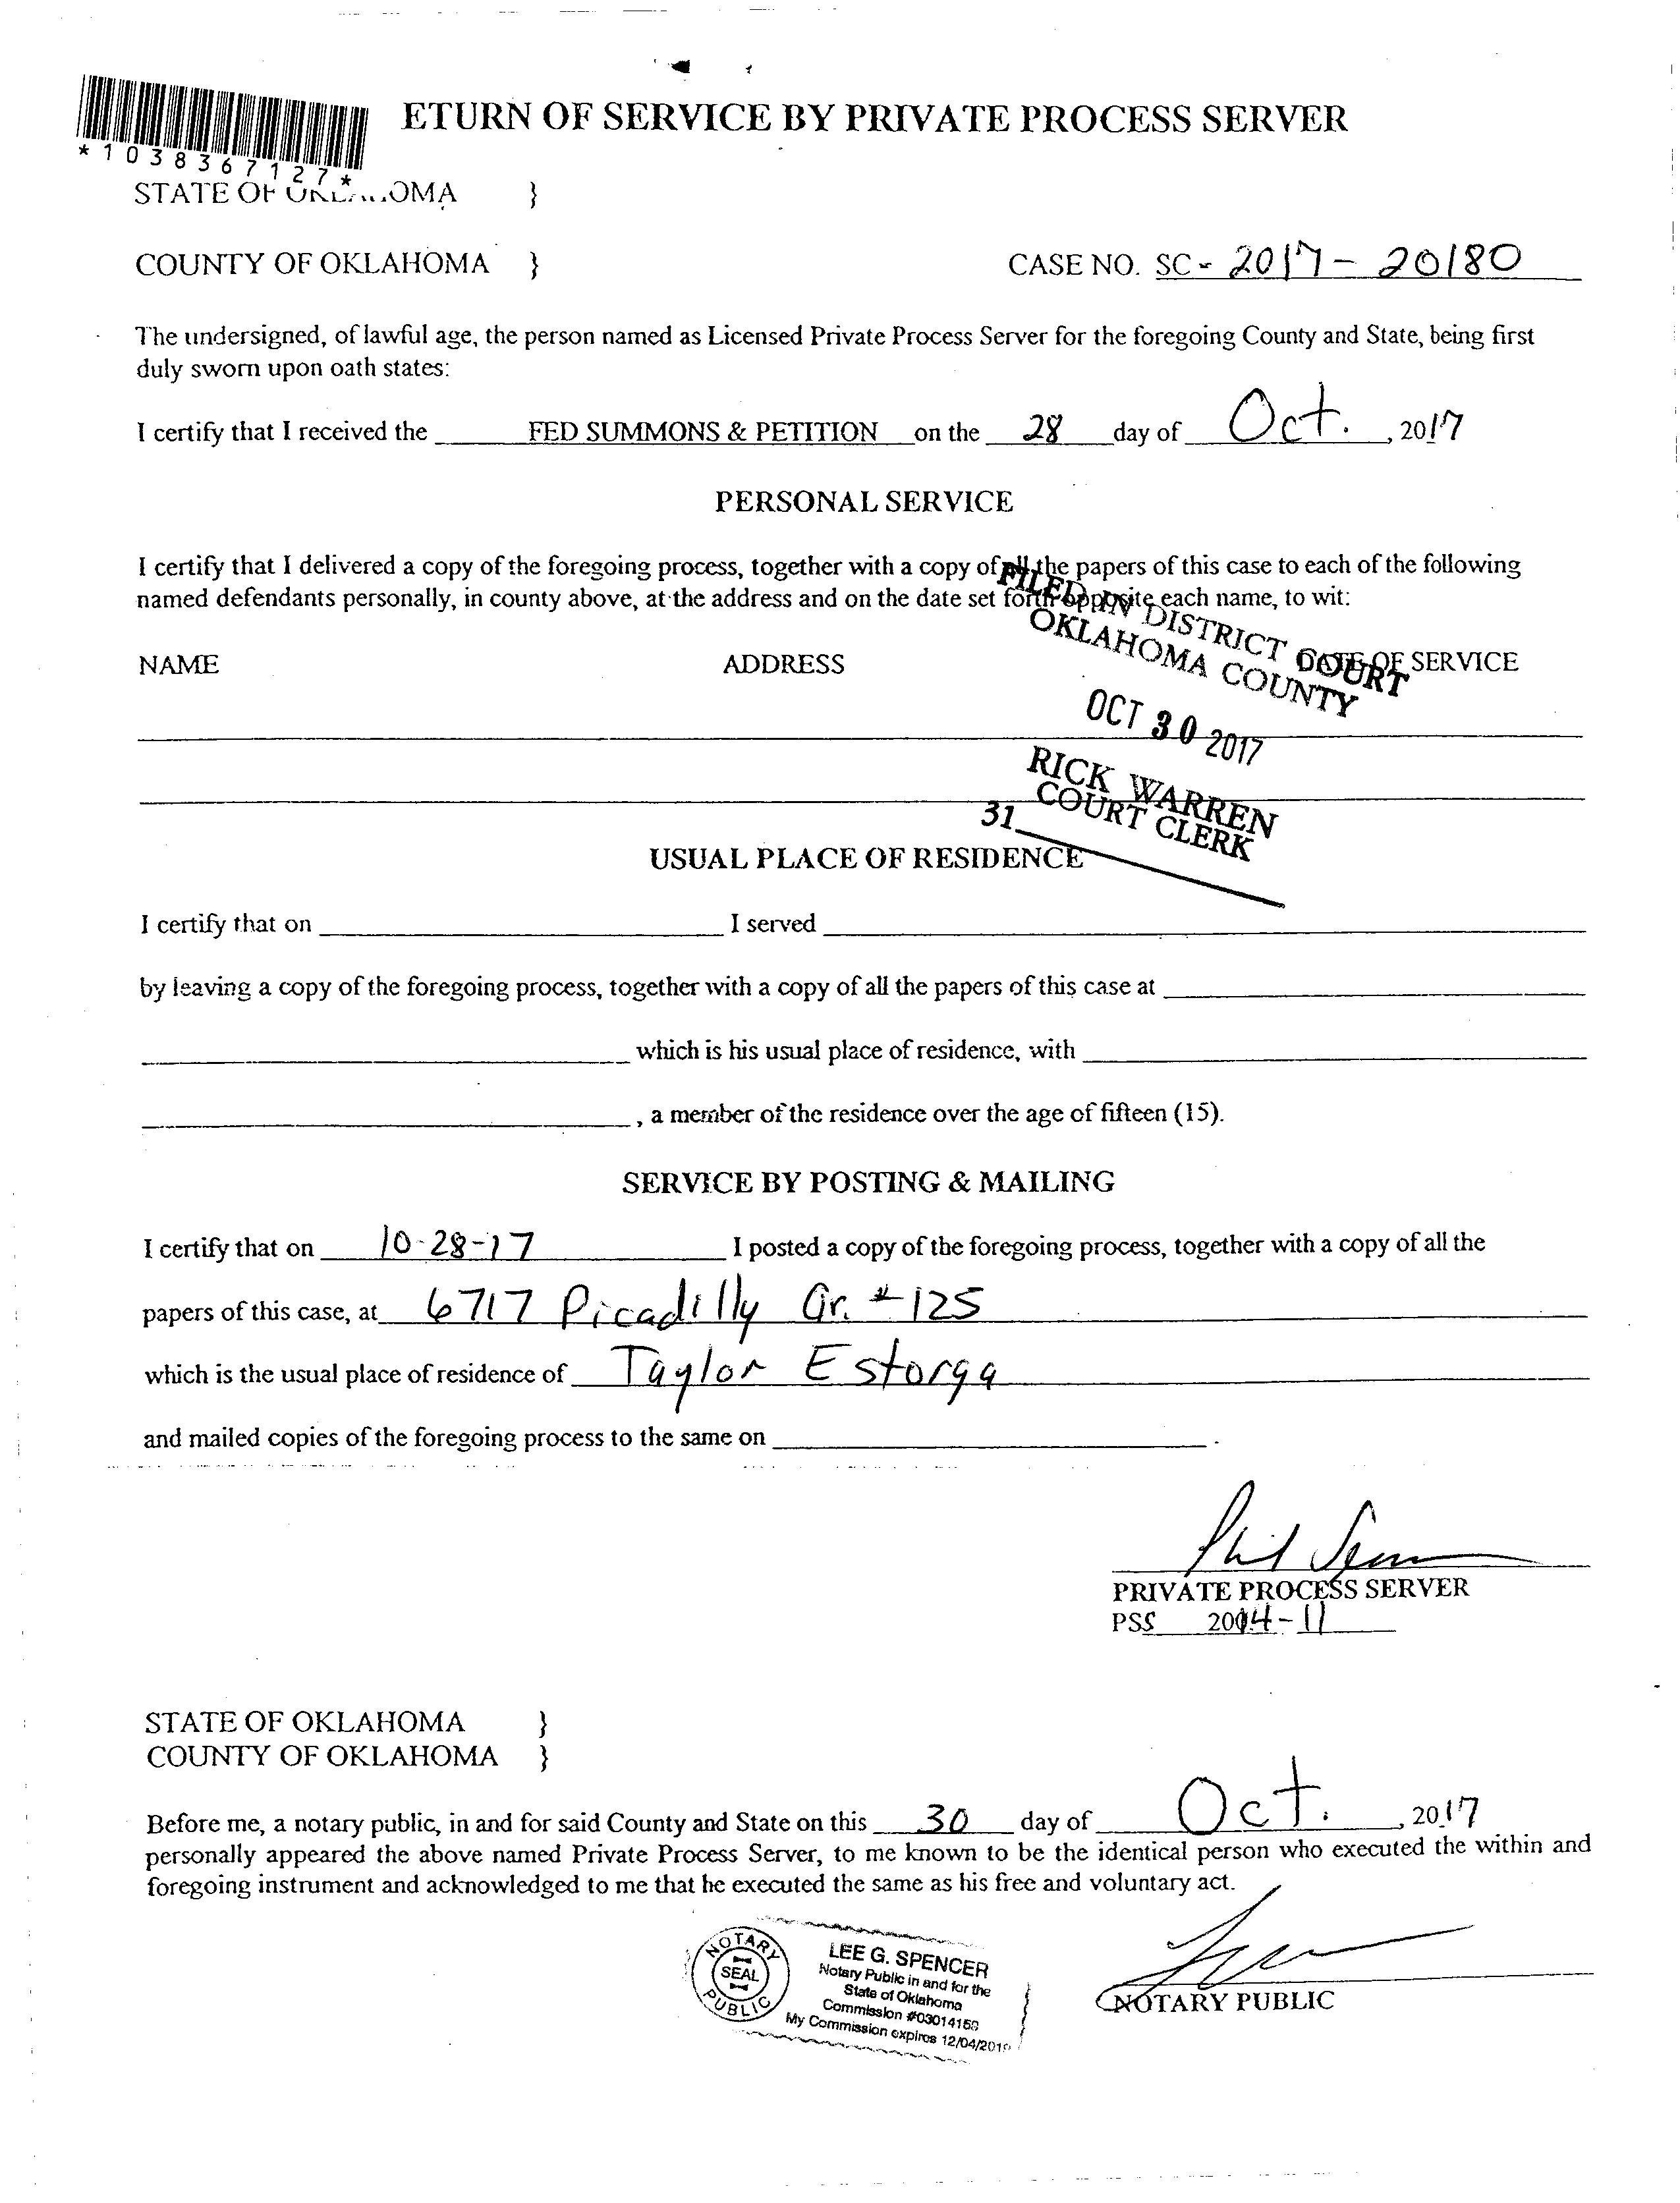 ETURN OF SERVICE BY PRIVATE PROCESS SERVER
*1038367127*
STATE OF OKLAHOMA }
COUNTY OF OKLAHOMA } CASE NO. SC - 2017 - 20180
The undersigned, of lawful age, the person named as Licensed Private Process Server for the foregoing County and State, being first
duly sworn upon oath states:
I certify that I received the FED SUMMONS & PETITION on the 28 day of Oct. , 2017
PERSONAL SERVICE
I certify that I delivered a copy of the foregoing process, together with a copy of all the papers of this case to each of the following
named defendants personally, in county above, at the address and on the date set forth opposite each name, to wit:
NAME ADDRESS DATE OF SERVICE
FILED IN DISTRICT COURT
OKLAHOMA COUNTY
OCT 30 2017
RICK WARREN
COURT CLERK
31
USUAL PLACE OF RESIDENCE
I certify that on I served
by leaving a copy of the foregoing process, together with a copy of all the papers of this case at
which is his usual place of residence, with
, a member of the residence over the age of fifteen (15).
SERVICE BY POSTING & MAILING
I certify that on 10-28-17 I posted a copy of the foregoing process, together with a copy of all the
papers of this case, at 6717 Picadilly Cir. #125
which is the usual place of residence of Taylor Estorga
and mailed copies of the foregoing process to the same on .
PRIVATE PROCESS SERVER
PSS 2004-11
STATE OF OKLAHOMA }
COUNTY OF OKLAHOMA }
Before me, a notary public, in and for said County and State on this 30 day of Oct. , 2017
personally appeared the above named Private Process Server, to me known to be the identical person who executed the within and
foregoing instrument and acknowledged to me that he executed the same as his free and voluntary act.
NOTARY PUBLIC
SEAL
LEE G. SPENCER
Notary Public in and for the
State of Oklahoma
Commission #03014159
My Commission expires 12/04/2019
NOTARY PUBLIC